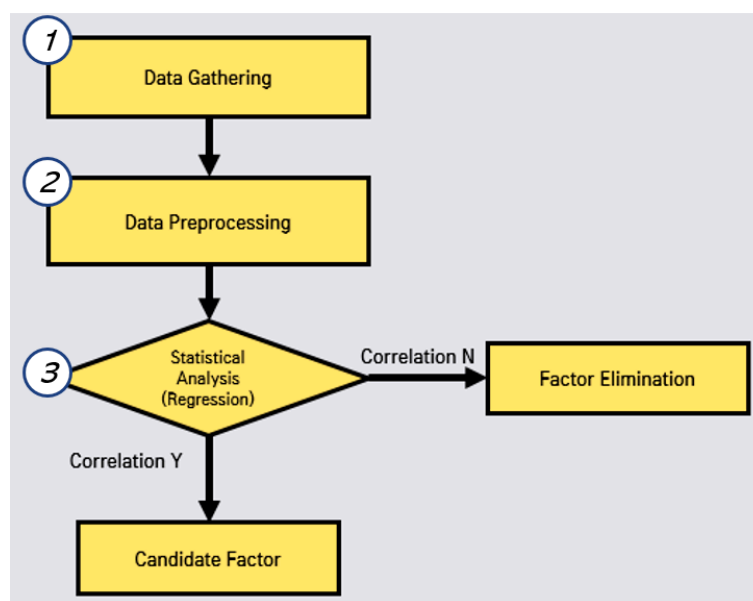 1
Data Gathering
2
Data Preprocessing
3
Statistical
Analysis
(Regression)
Correlation N
Factor Elimination
Correlation Y
Candidate Factor